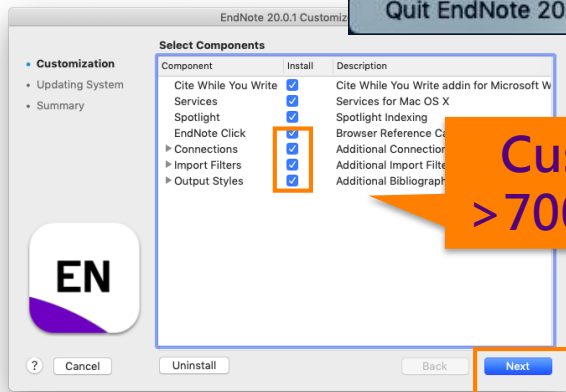 EndNote 20.0.1 Customiz
Quit EndNote 20
Select Components
Customization
Updating System
Summary
Component Install Description
Cite While You Write Cite While You Write addin for Microsoft W
Services Services for Mac OS X
Spotlight Spotlight Indexing
EndNote Click Browser Reference Ca
Connections Additional Connection
Import Filters Additional Import Filte
Output Styles Additional Bibliograph
Cus
>700
EN
? Cancel Uninstall Back Next